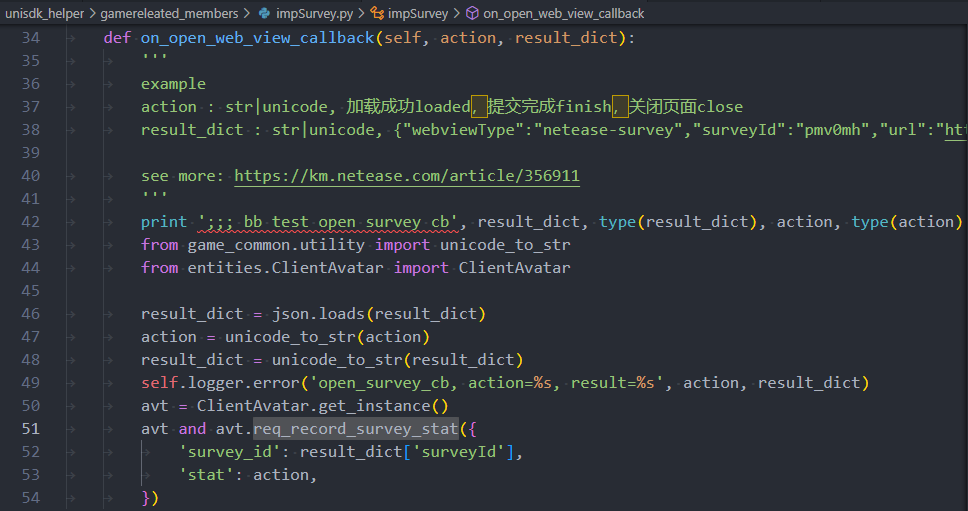 unisdk_helper > gamereleated_members > impSurvey.py > impSurvey > on_open_web_view_callback
34 def on_open_web_view_callback(self, action, result_dict):
35 '''
36 example
37 action : str|unicode, 加载成功loaded，提交完成finish，关闭页面close
38 result_dict : str|unicode, {"webviewType":"netease-survey","surveyId":"pmv0mh","url":"htt
39
40 see more: https://km.netease.com/article/356911
41 '''
42 print ';;; bb test open survey cb', result_dict, type(result_dict), action, type(action)
43 from game_common.utility import unicode_to_str
44 from entities.ClientAvatar import ClientAvatar
45
46 result_dict = json.loads(result_dict)
47 action = unicode_to_str(action)
48 result_dict = unicode_to_str(result_dict)
49 self.logger.error('open_survey_cb, action=%s, result=%s', action, result_dict)
50 avt = ClientAvatar.get_instance()
51 avt and avt.req_record_survey_stat({
52 'survey_id': result_dict['surveyId'],
53 'stat': action,
54 })